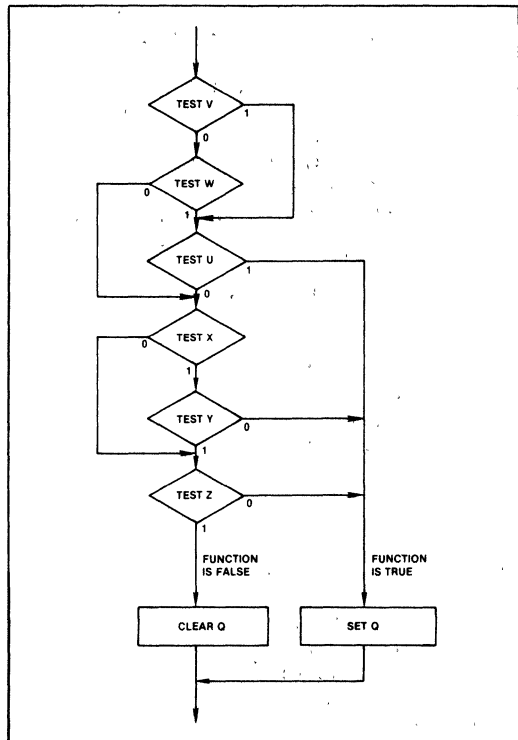 TEST V
1
0
TEST W
0
1
TEST U
1
0
TEST X
0
1
TEST Y
0
1
TEST Z
0
1
FUNCTION
IS FALSE
FUNCTION
IS TRUE
CLEAR Q
SET Q